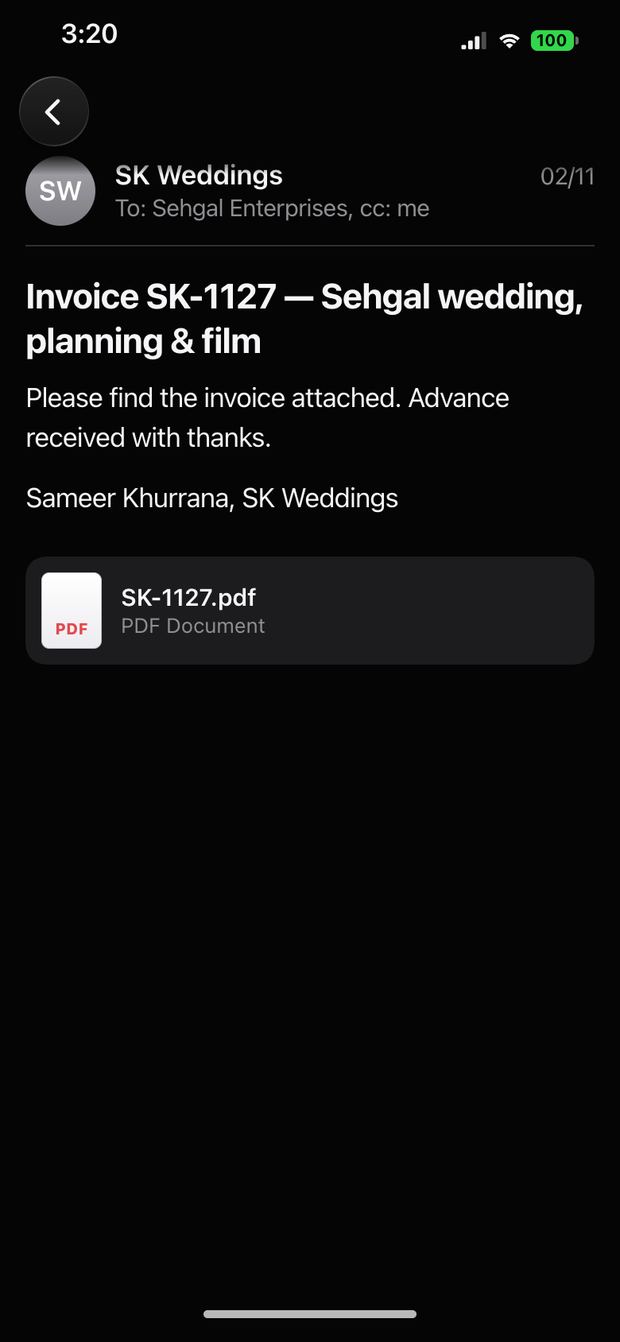 3:20
100
SW
SK Weddings
02/11
To: Sehgal Enterprises, cc: me
Invoice SK-1127 — Sehgal wedding,
planning & film
Please find the invoice attached. Advance
received with thanks.
Sameer Khurrana, SK Weddings
PDF
SK-1127.pdf
PDF Document